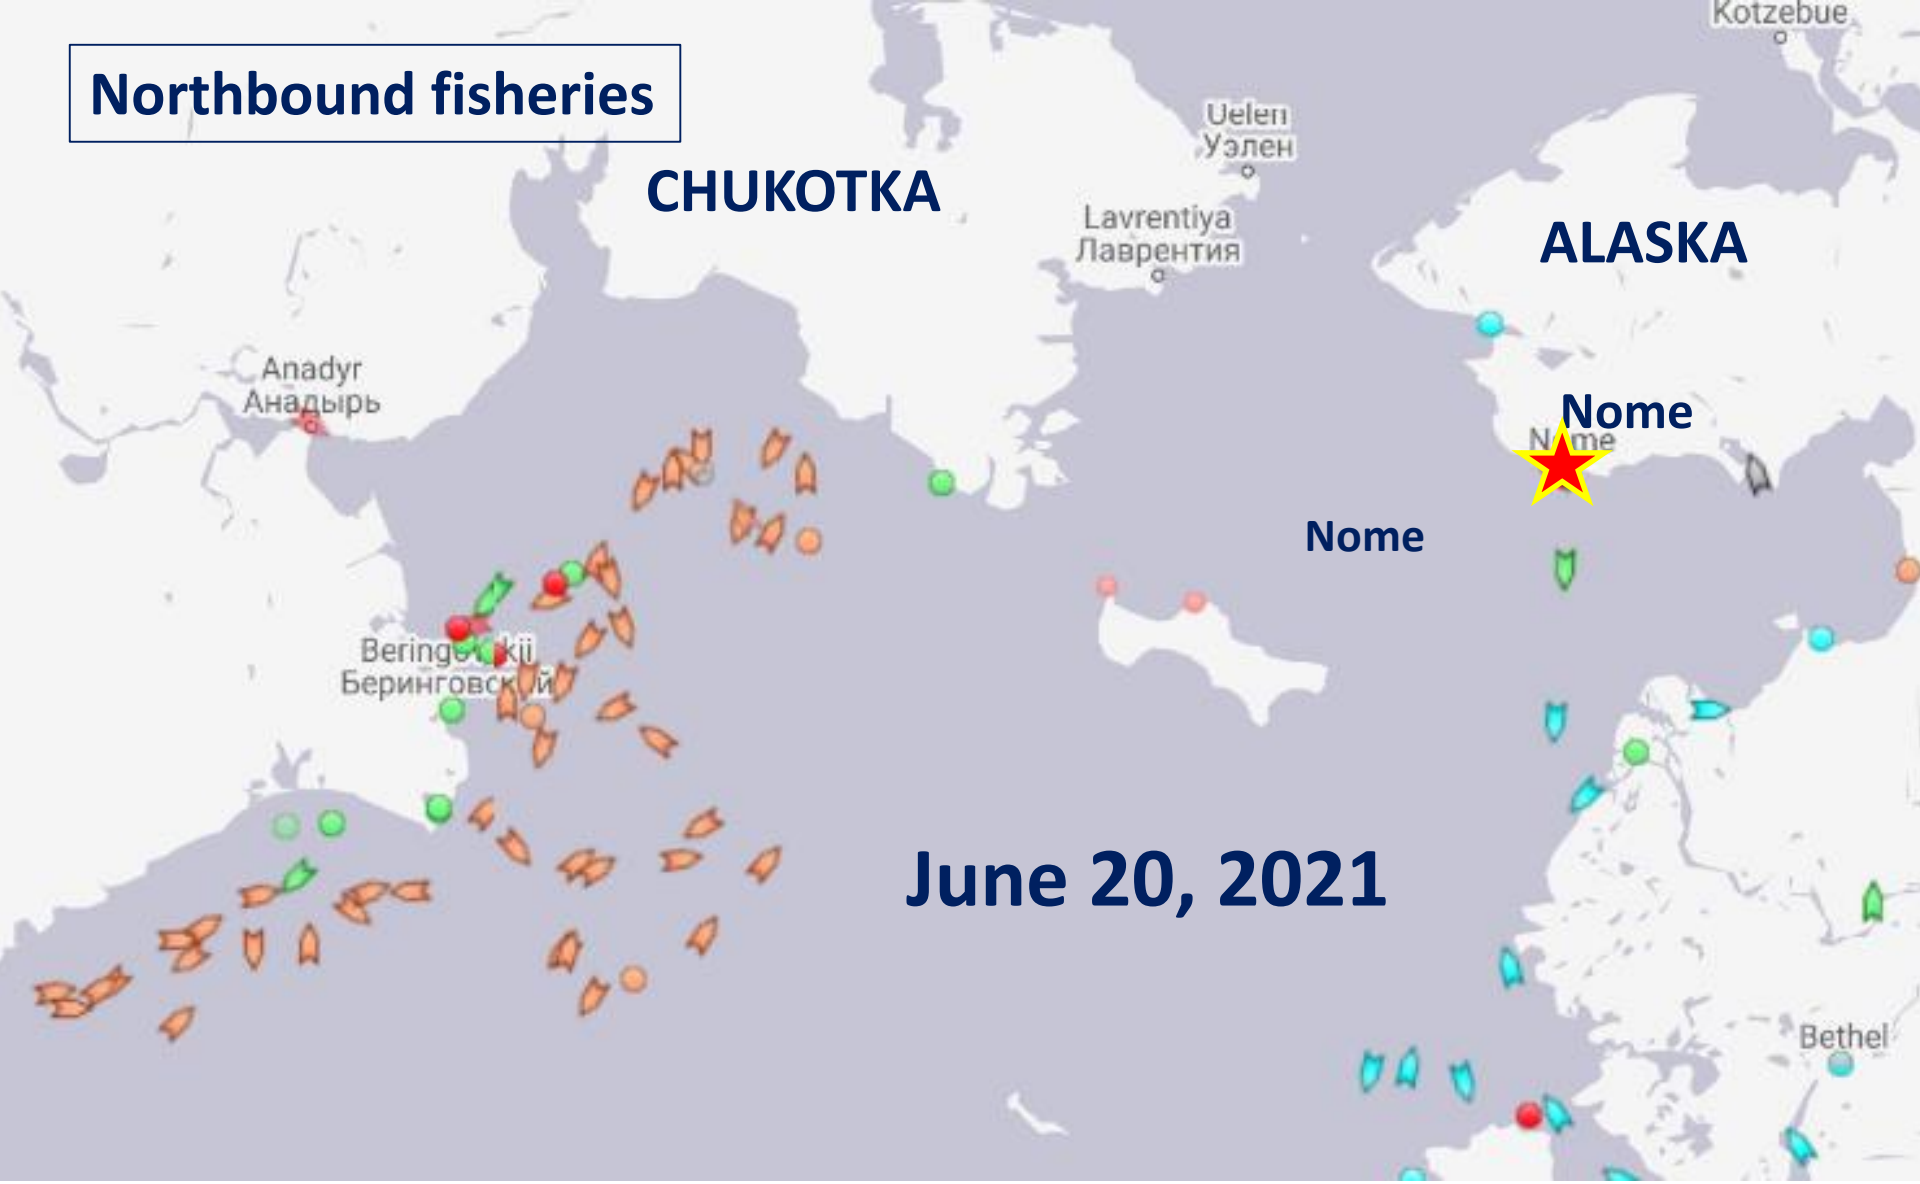 Kotzebue
Northbound fisheries
Uelen
Уэлен
CHUKOTKA
Lavrentiya
Лаврентия
ALASKA
Anadyr
Анадырь
Nome
Nome
Nome
Beringovskii
Беринговский
June 20, 2021
Bethel